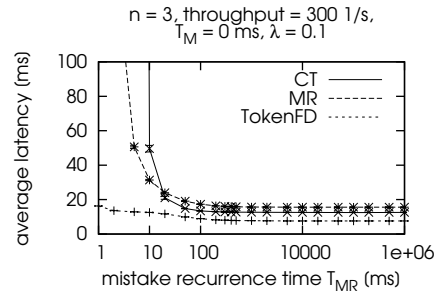 n = 3, throughput = 300 1/s,
T_M = 0 ms, λ = 0.1
average latency (ms)
100
80
60
40
20
0
CT
MR
TokenFD
1 10 100 10000 1e+06
mistake recurrence time T_MR (ms)